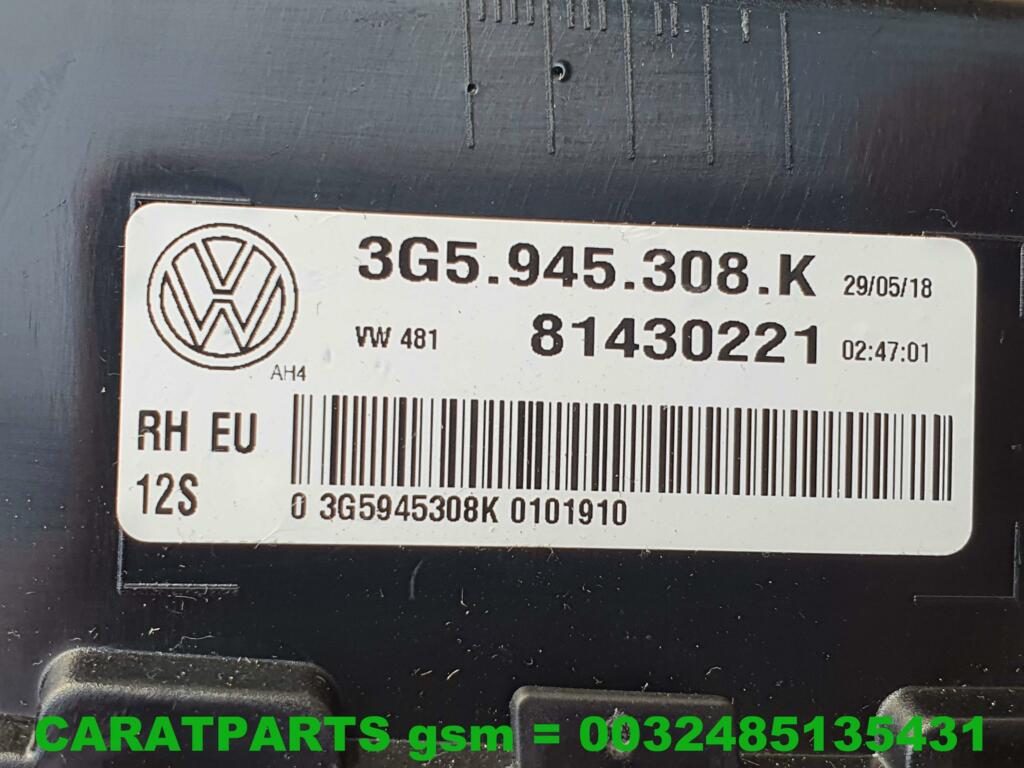 3G5.945.308.K 29/05/18
VW 481 81430221 02:47:01
AH4
RH EU
12S
0 3G5945308K 0101910
CARATPARTS gsm = 0032485135431